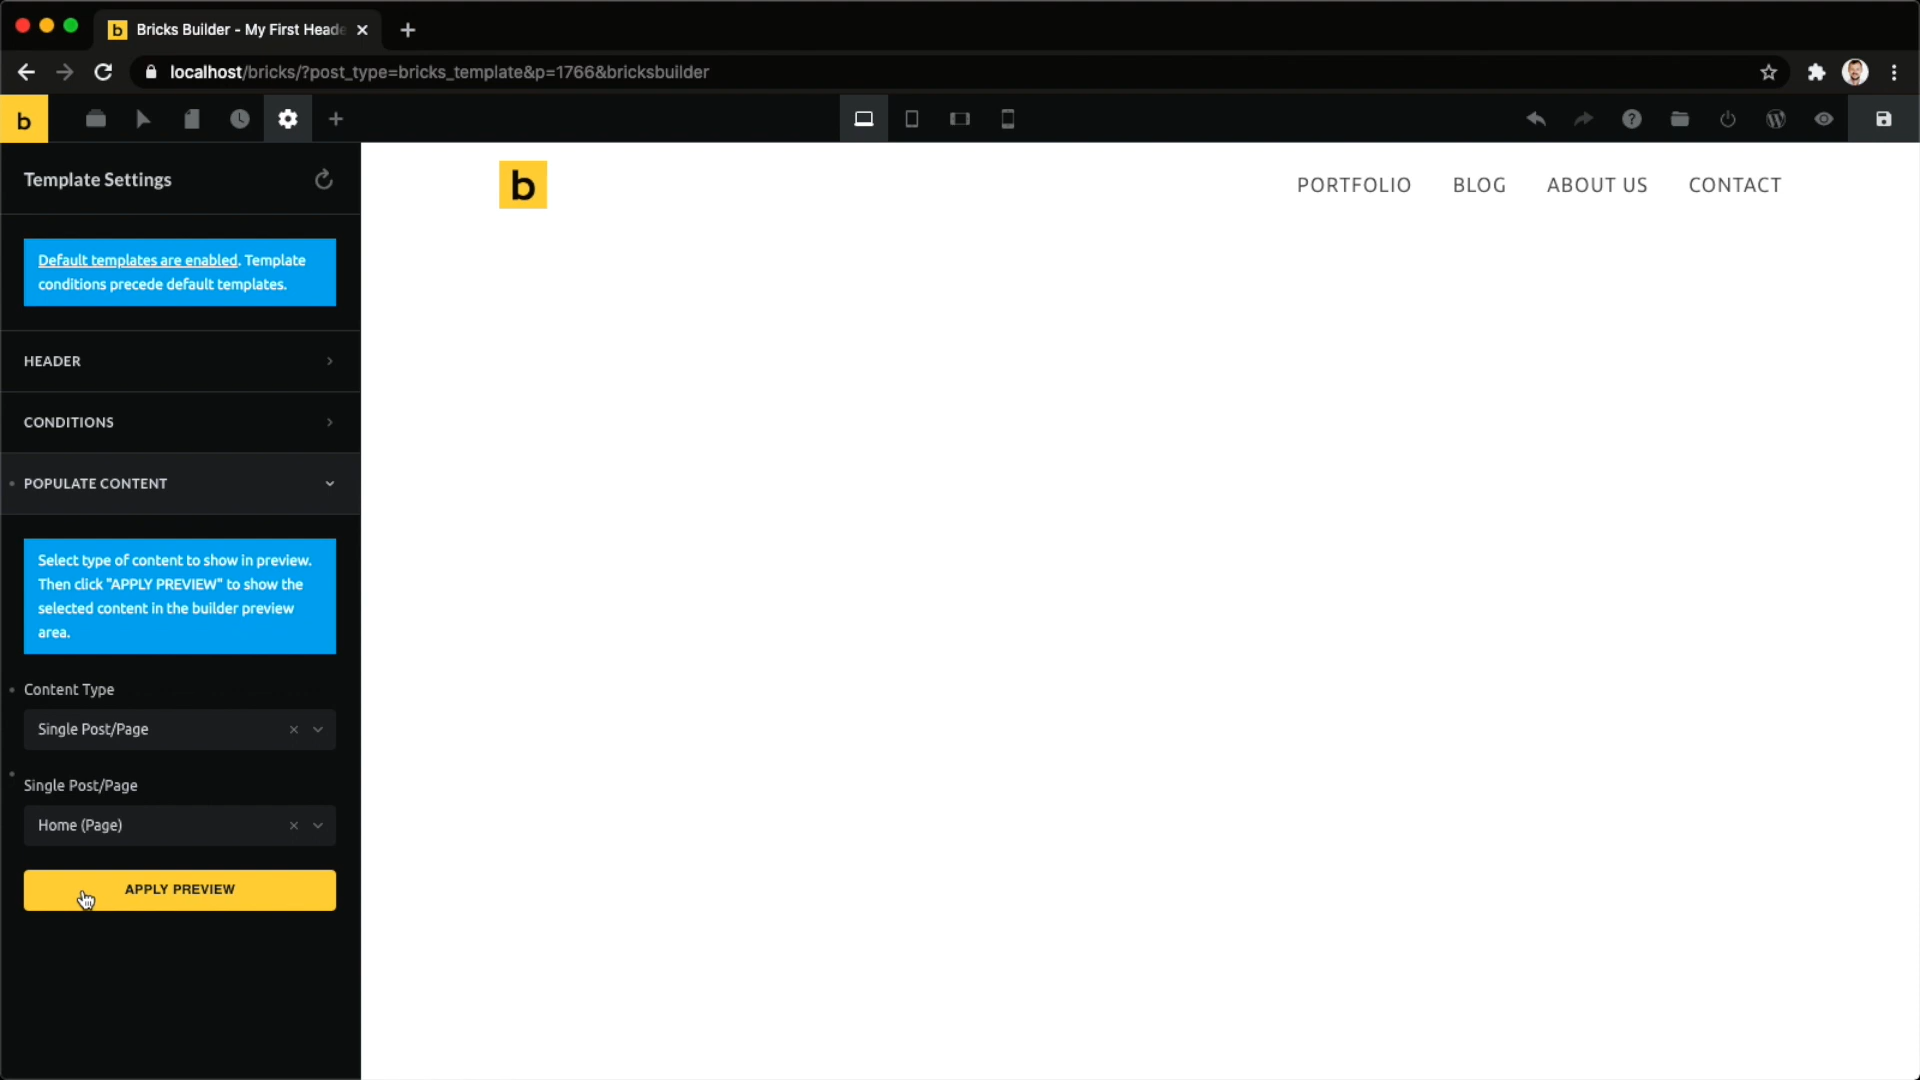 b Bricks Builder - My First Heade
localhost/bricks/?post_type=bricks_template&p=1766&bricksbuilder
b
Template Settings
b
PORTFOLIO BLOG ABOUT US CONTACT
Default templates are enabled. Template
conditions precede default templates.
HEADER
CONDITIONS
POPULATE CONTENT
Select type of content to show in preview.
Then click "APPLY PREVIEW" to show the
selected content in the builder preview
area.
Content Type
Single Post/Page
Single Post/Page
Home (Page)
APPLY PREVIEW